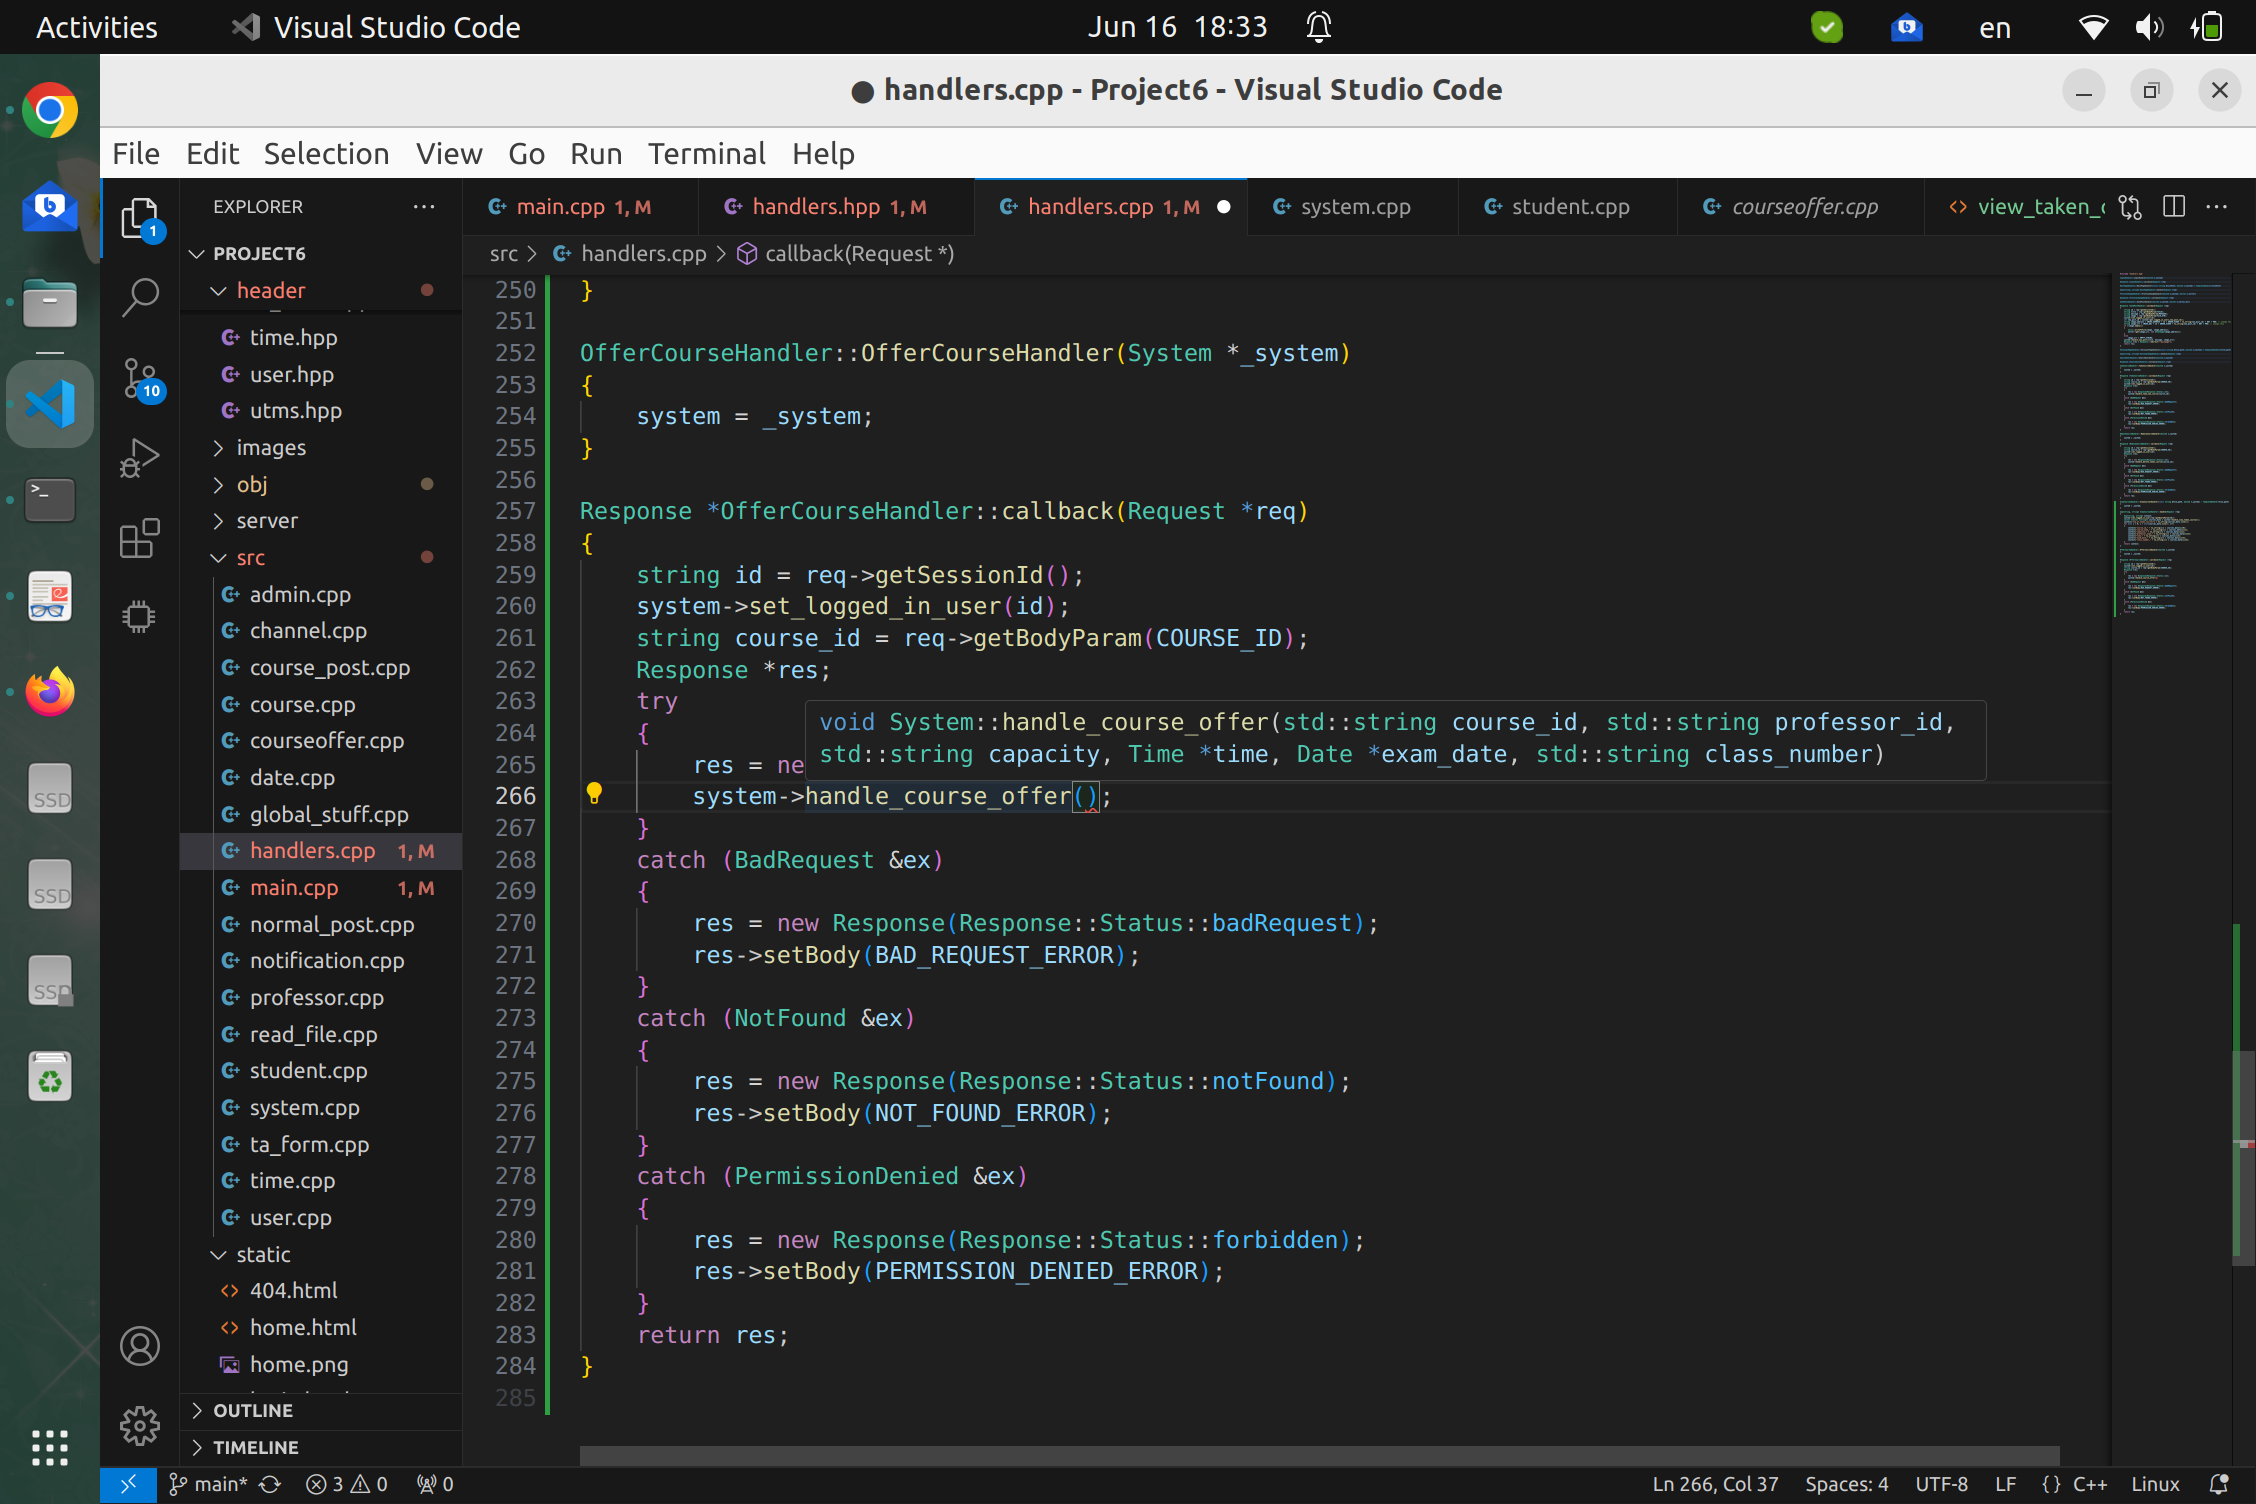 Activities
Visual Studio Code
Jun 16 18:33
en
● handlers.cpp - Project6 - Visual Studio Code
File Edit Selection View Go Run Terminal Help
EXPLORER
main.cpp 1, M
handlers.hpp 1, M
handlers.cpp 1, M
system.cpp
student.cpp
courseoffer.cpp
view_taken_c
src > handlers.cpp > callback(Request *)
1
10
PROJECT6
header
time.hpp
user.hpp
utms.hpp
images
obj
server
src
admin.cpp
channel.cpp
course_post.cpp
course.cpp
courseoffer.cpp
date.cpp
global_stuff.cpp
handlers.cpp 1, M
main.cpp 1, M
normal_post.cpp
notification.cpp
professor.cpp
read_file.cpp
student.cpp
system.cpp
ta_form.cpp
time.cpp
user.cpp
static
404.html
home.html
home.png
OUTLINE
TIMELINE
SSD
SSD
SSD
250 }
251
252 OfferCourseHandler::OfferCourseHandler(System *_system)
253 {
254 system = _system;
255 }
256
257 Response *OfferCourseHandler::callback(Request *req)
258 {
259 string id = req->getSessionId();
260 system->set_logged_in_user(id);
261 string course_id = req->getBodyParam(COURSE_ID);
262 Response *res;
263 try
264 {
void System::handle_course_offer(std::string course_id, std::string professor_id,
std::string capacity, Time *time, Date *exam_date, std::string class_number)
265 res = ne
266 system->handle_course_offer();
267 }
268 catch (BadRequest &ex)
269 {
270 res = new Response(Response::Status::badRequest);
271 res->setBody(BAD_REQUEST_ERROR);
272 }
273 catch (NotFound &ex)
274 {
275 res = new Response(Response::Status::notFound);
276 res->setBody(NOT_FOUND_ERROR);
277 }
278 catch (PermissionDenied &ex)
279 {
280 res = new Response(Response::Status::forbidden);
281 res->setBody(PERMISSION_DENIED_ERROR);
282 }
283 return res;
284 }
285
main* 3 0 0
Ln 266, Col 37 Spaces: 4 UTF-8 LF {} C++ Linux